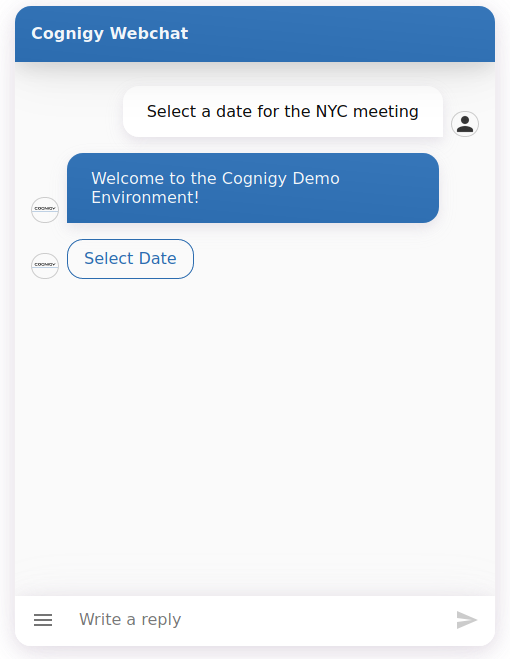 Cognigy Webchat
Select a date for the NYC meeting
Welcome to the Cognigy Demo
Environment!
COGNIGY
Select Date
COGNIGY
Write a reply